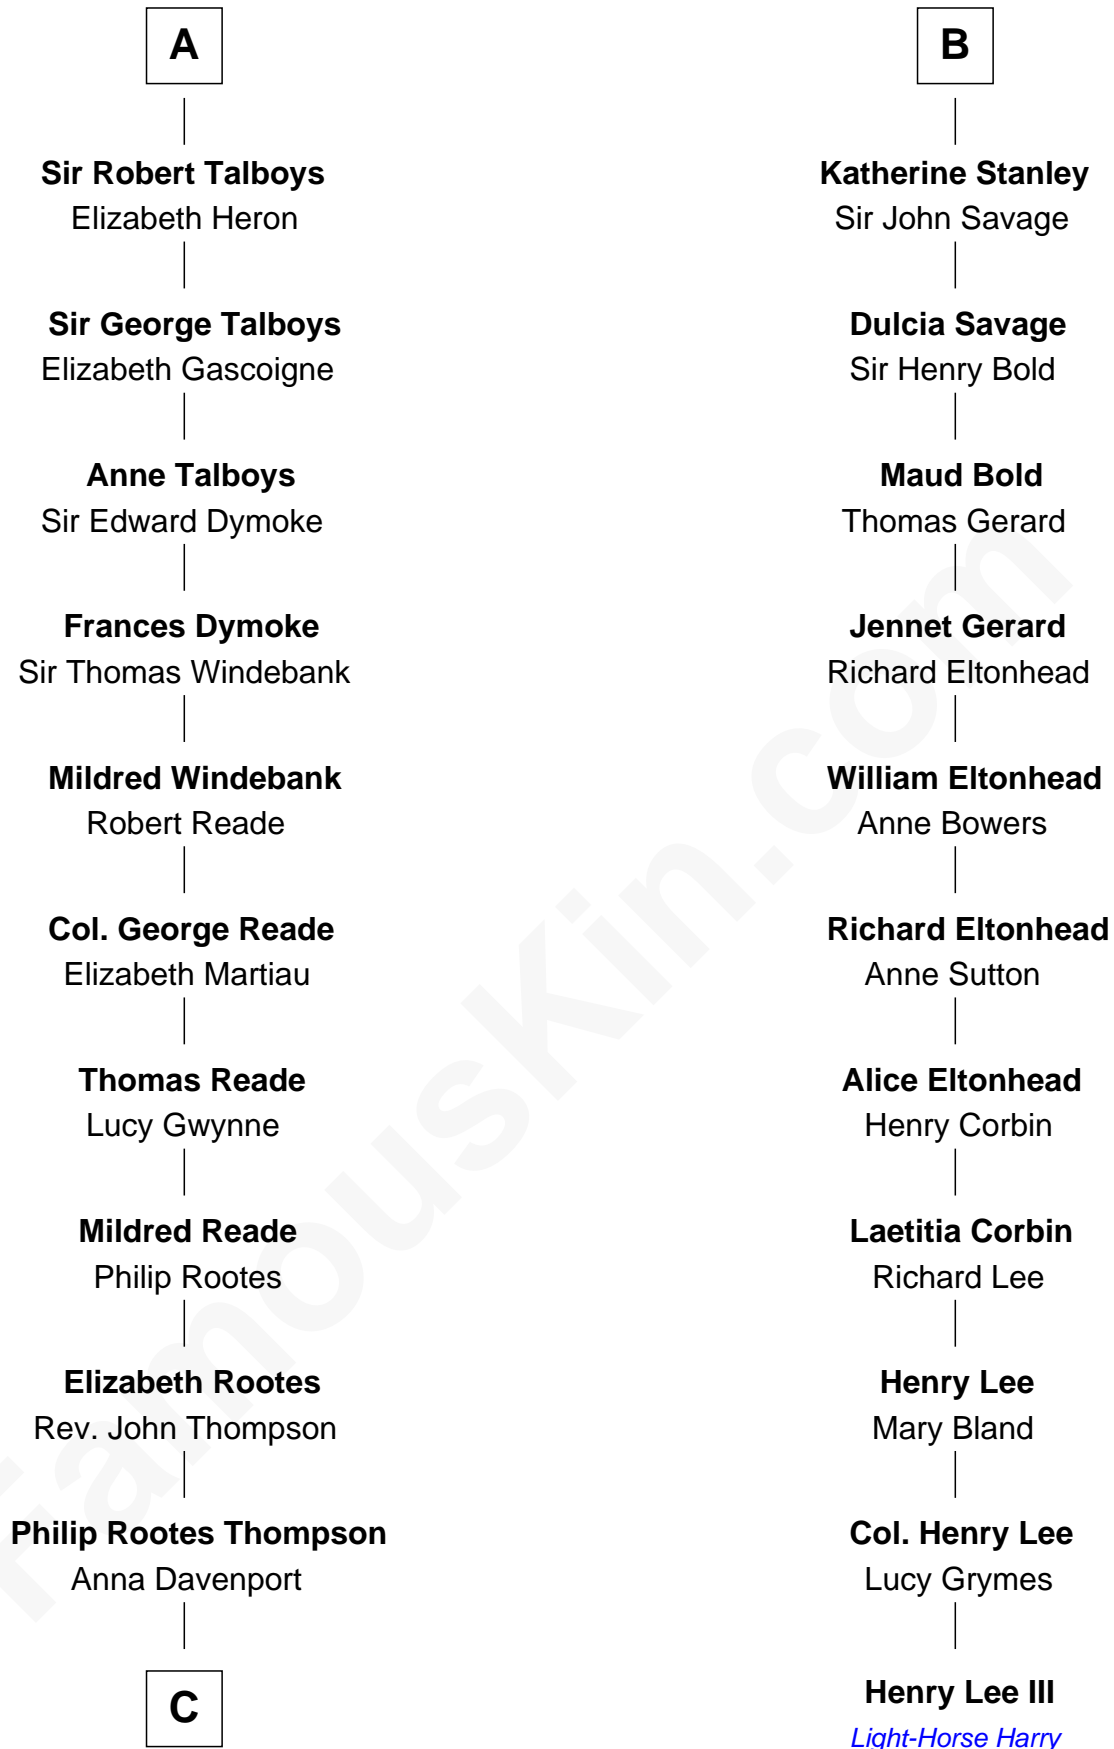 A
Sir Robert Talboys
Elizabeth Heron
Sir George Talboys
Elizabeth Gascoigne
Anne Talboys
Sir Edward Dymoke
Frances Dymoke
Sir Thomas Windebank
Mildred Windebank
Robert Reade
Col. George Reade
Elizabeth Martiau
Thomas Reade
Lucy Gwynne
Mildred Reade
Philip Rootes
Elizabeth Rootes
Rev. John Thompson
Philip Rootes Thompson
Anna Davenport
C
B
Katherine Stanley
Sir John Savage
Dulcia Savage
Sir Henry Bold
Maud Bold
Thomas Gerard
Jennet Gerard
Richard Eltonhead
William Eltonhead
Anne Bowers
Richard Eltonhead
Anne Sutton
Alice Eltonhead
Henry Corbin
Laetitia Corbin
Richard Lee
Henry Lee
Mary Bland
Col. Henry Lee
Lucy Grymes
Henry Lee III
Light-Horse Harry
FamousKin.com